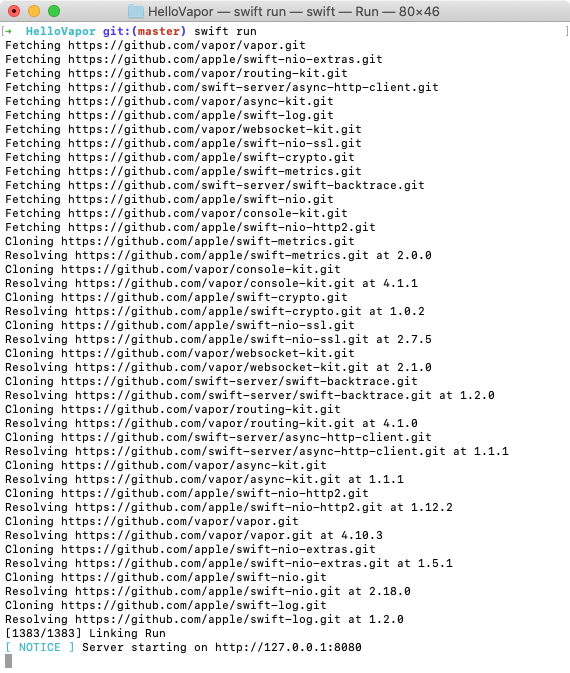 HelloVapor — swift run — swift — Run — 80×46
[➜  HelloVapor git:(master) swift run ]
Fetching https://github.com/vapor/vapor.git
Fetching https://github.com/apple/swift-nio-extras.git
Fetching https://github.com/vapor/routing-kit.git
Fetching https://github.com/swift-server/async-http-client.git
Fetching https://github.com/vapor/async-kit.git
Fetching https://github.com/apple/swift-log.git
Fetching https://github.com/vapor/websocket-kit.git
Fetching https://github.com/apple/swift-nio-ssl.git
Fetching https://github.com/apple/swift-crypto.git
Fetching https://github.com/apple/swift-metrics.git
Fetching https://github.com/swift-server/swift-backtrace.git
Fetching https://github.com/apple/swift-nio.git
Fetching https://github.com/vapor/console-kit.git
Fetching https://github.com/apple/swift-nio-http2.git
Cloning https://github.com/apple/swift-metrics.git
Resolving https://github.com/apple/swift-metrics.git at 2.0.0
Cloning https://github.com/vapor/console-kit.git
Resolving https://github.com/vapor/console-kit.git at 4.1.1
Cloning https://github.com/apple/swift-crypto.git
Resolving https://github.com/apple/swift-crypto.git at 1.0.2
Cloning https://github.com/apple/swift-nio-ssl.git
Resolving https://github.com/apple/swift-nio-ssl.git at 2.7.5
Cloning https://github.com/vapor/websocket-kit.git
Resolving https://github.com/vapor/websocket-kit.git at 2.1.0
Cloning https://github.com/swift-server/swift-backtrace.git
Resolving https://github.com/swift-server/swift-backtrace.git at 1.2.0
Cloning https://github.com/vapor/routing-kit.git
Resolving https://github.com/vapor/routing-kit.git at 4.1.0
Cloning https://github.com/swift-server/async-http-client.git
Resolving https://github.com/swift-server/async-http-client.git at 1.1.1
Cloning https://github.com/vapor/async-kit.git
Resolving https://github.com/vapor/async-kit.git at 1.1.1
Cloning https://github.com/apple/swift-nio-http2.git
Resolving https://github.com/apple/swift-nio-http2.git at 1.12.2
Cloning https://github.com/vapor/vapor.git
Resolving https://github.com/vapor/vapor.git at 4.10.3
Cloning https://github.com/apple/swift-nio-extras.git
Resolving https://github.com/apple/swift-nio-extras.git at 1.5.1
Cloning https://github.com/apple/swift-nio.git
Resolving https://github.com/apple/swift-nio.git at 2.18.0
Cloning https://github.com/apple/swift-log.git
Resolving https://github.com/apple/swift-log.git at 1.2.0
[1383/1383] Linking Run
[ NOTICE ] Server starting on http://127.0.0.1:8080